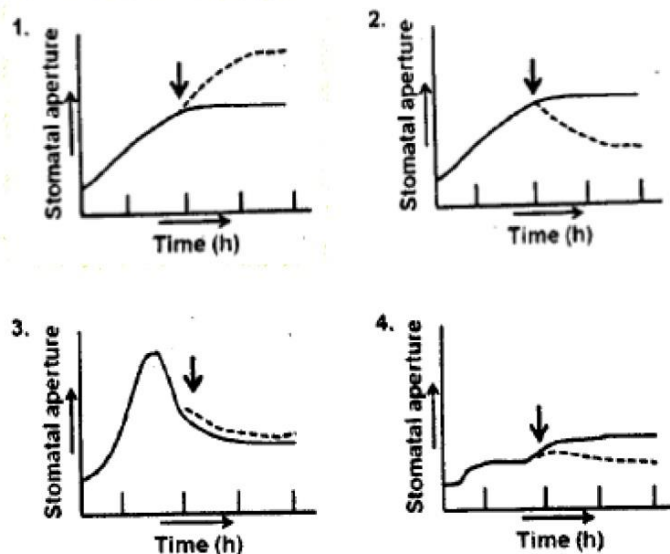 1.
Stomatal aperture
Time (h)
2.
Stomatal aperture
Time (h)
3.
Stomatal aperture
Time (h)
4.
Stomatal aperture
Time (h)